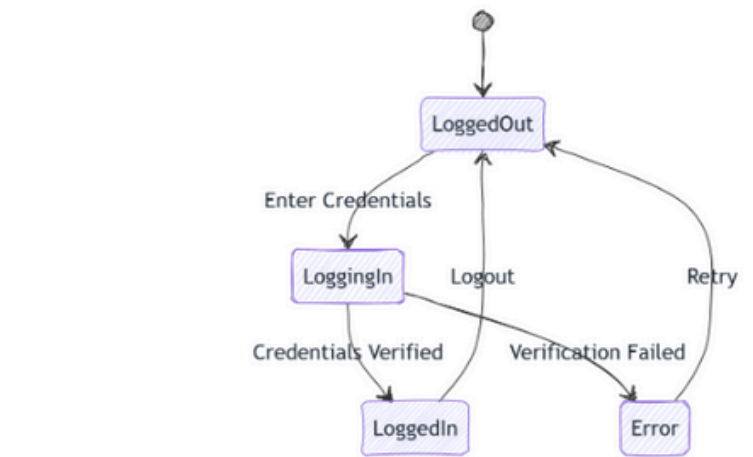 LoggedOut
Enter Credentials
LoggingIn
Logout
Retry
Credentials Verified
Verification Failed
LoggedIn
Error